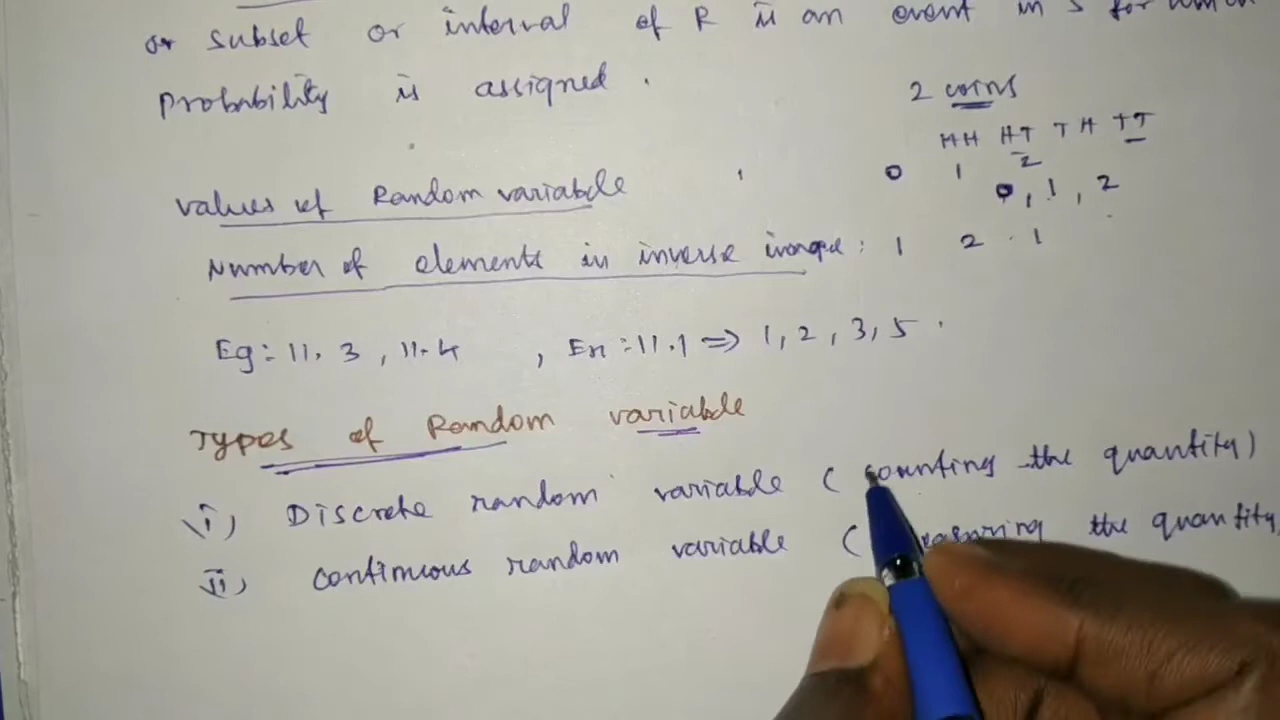 or subset or interval of R is an event in S for which
Probability is assigned.
2 coins
HH HT TH TT
0 1 2
0, 1, 2
values of Random variable
Number of elements in inverse image: 1 2 1
Eg:- 11.3, 11.4, Ex:- 11.1 => 1, 2, 3, 5.
Types of Random variable
(i) Discrete random variable (counting the quantity)
(ii) continuous random variable ( the quantity